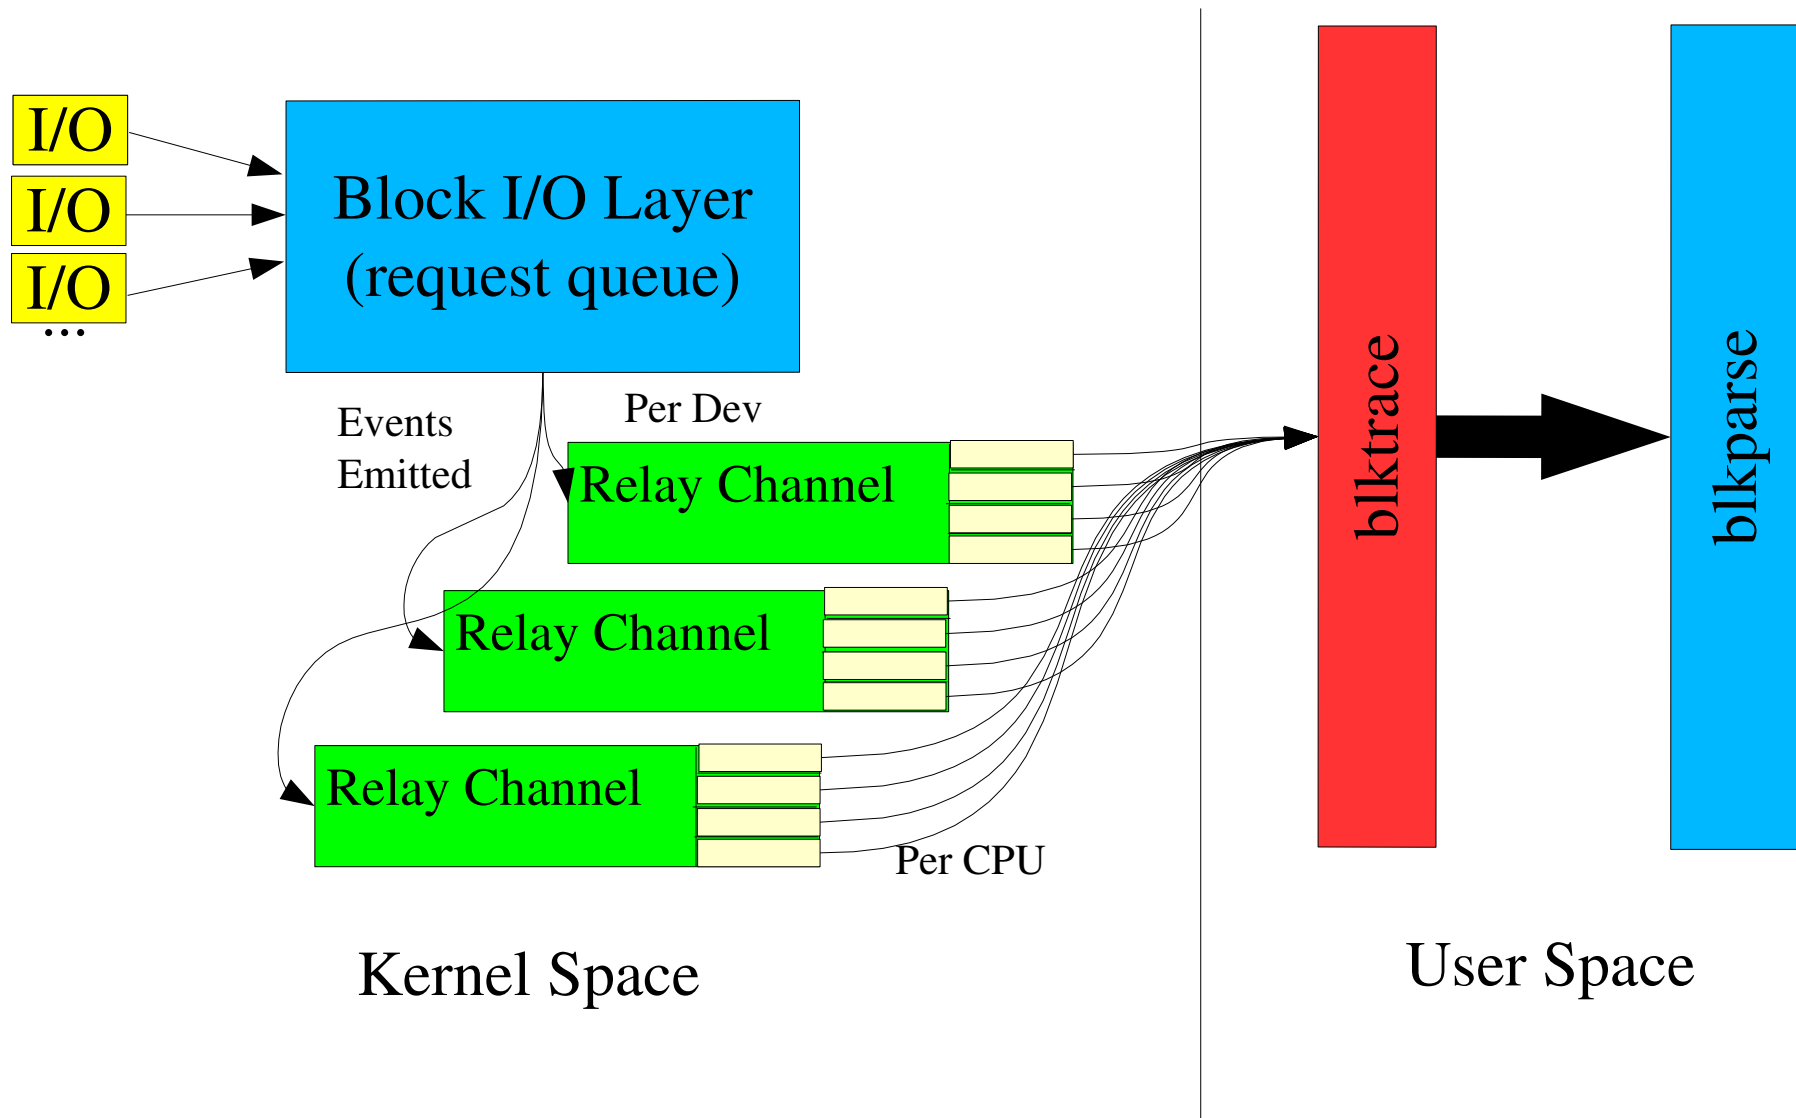 I/O
I/O
I/O
...
Block I/O Layer
(request queue)
Events
Emitted
Per Dev
Relay Channel
Relay Channel
Relay Channel
Per CPU
Kernel Space
blktrace
blkparse
User Space